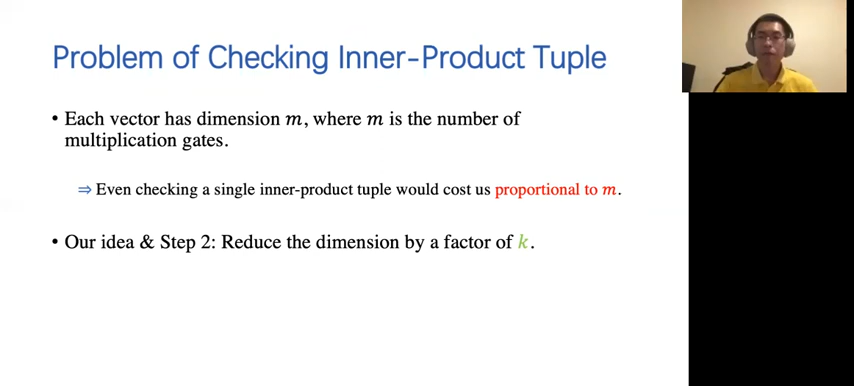 Problem of Checking Inner-Product Tuple
• Each vector has dimension m, where m is the number of
multiplication gates.
⇒ Even checking a single inner-product tuple would cost us proportional to m.
• Our idea & Step 2: Reduce the dimension by a factor of k.